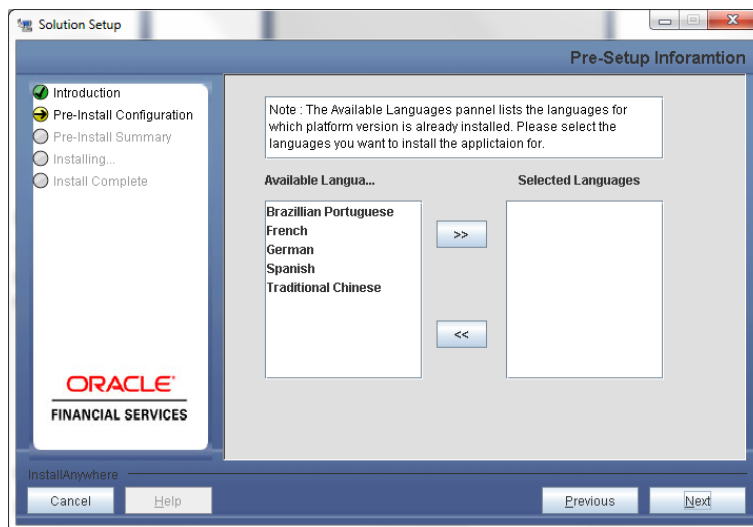 Solution Setup
Pre-Setup Inforamtion
Introduction
Pre-Install Configuration
Pre-Install Summary
Installing...
Install Complete
ORACLE
FINANCIAL SERVICES
Note : The Available Languages pannel lists the languages for
which platform version is already installed. Please select the
languages you want to install the applictaion for.
Available Langua...
Selected Languages
Brazillian Portuguese
French
German
Spanish
Traditional Chinese
>>
<<
InstallAnywhere
Cancel
Help
Previous
Next